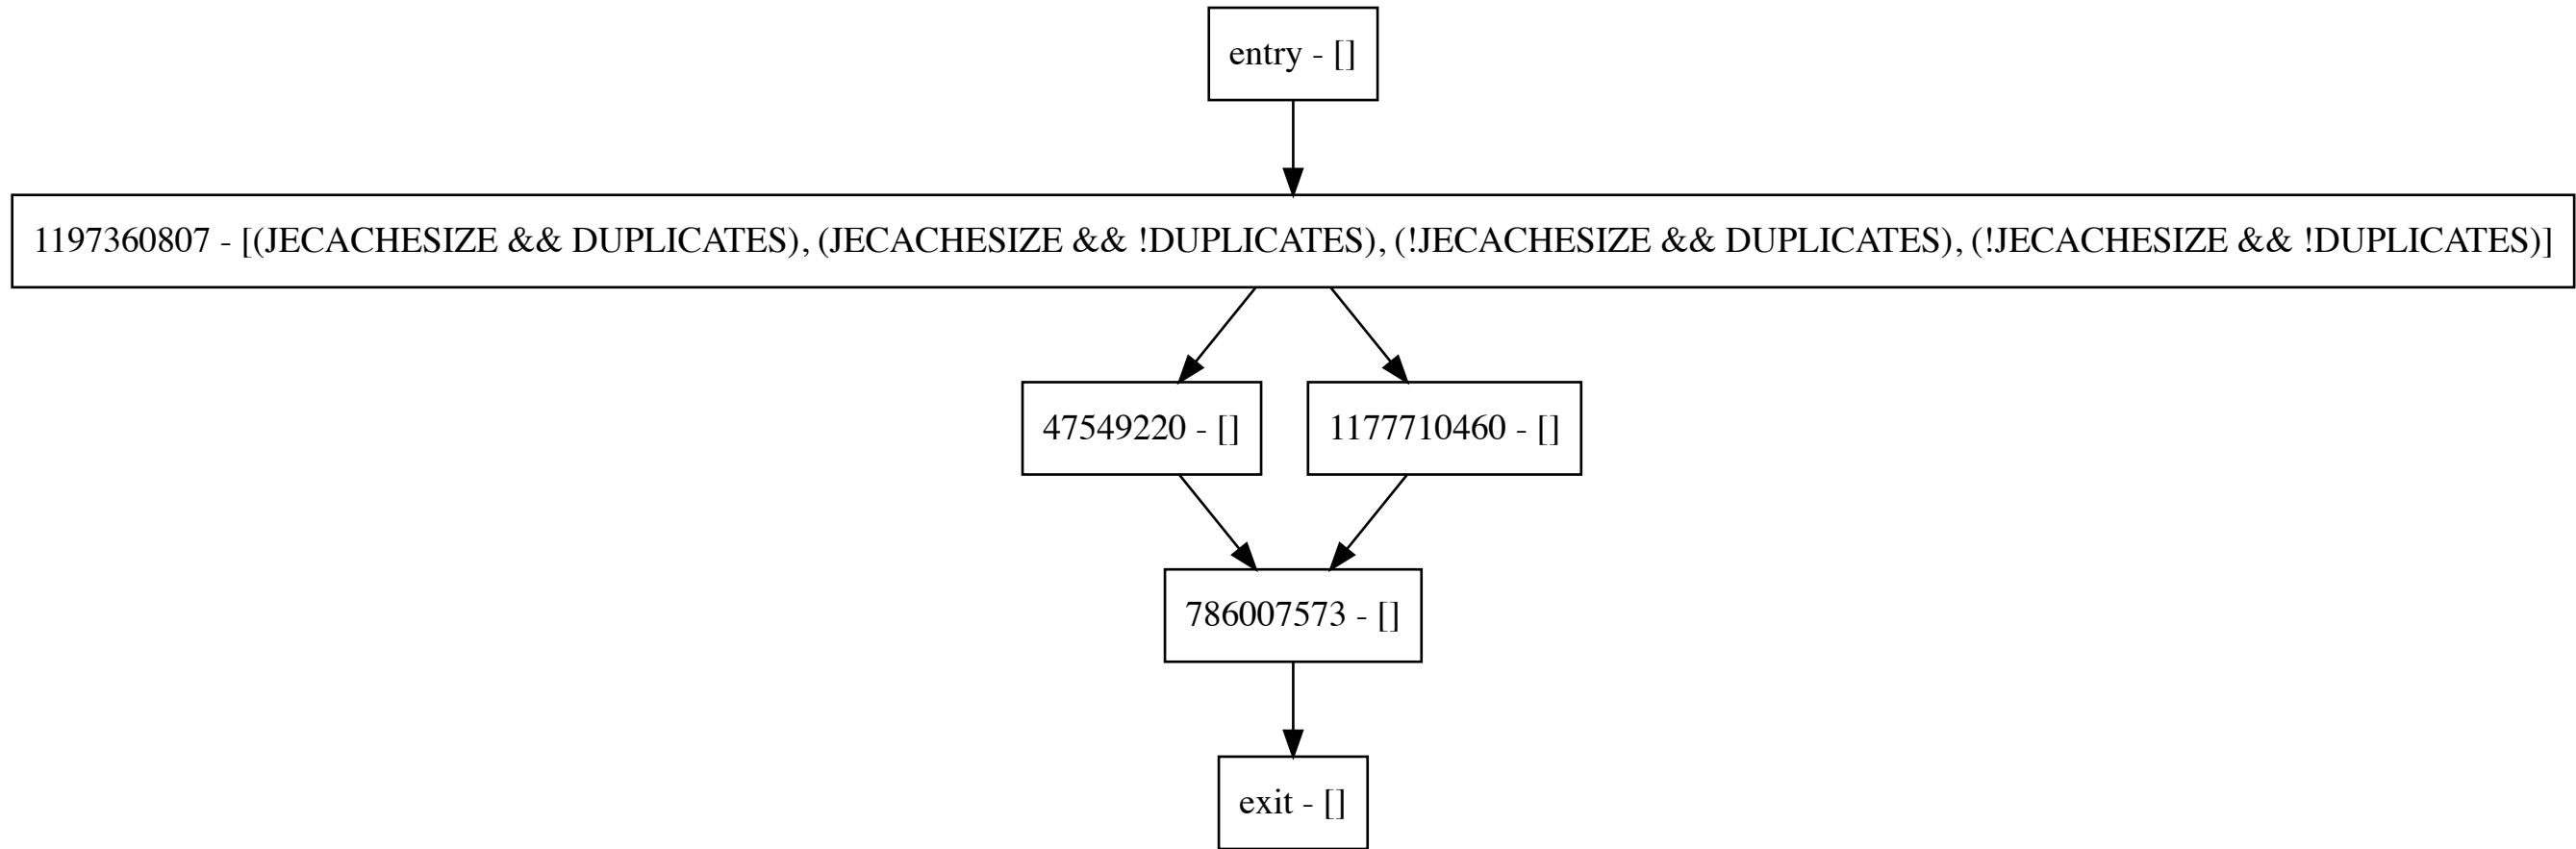 entry - []
1197360807 - [(JECACHESIZE && DUPLICATES), (JECACHESIZE && !DUPLICATES), (!JECACHESIZE && DUPLICATES), (!JECACHESIZE && !DUPLICATES)]
47549220 - []
1177710460 - []
786007573 - []
exit - []